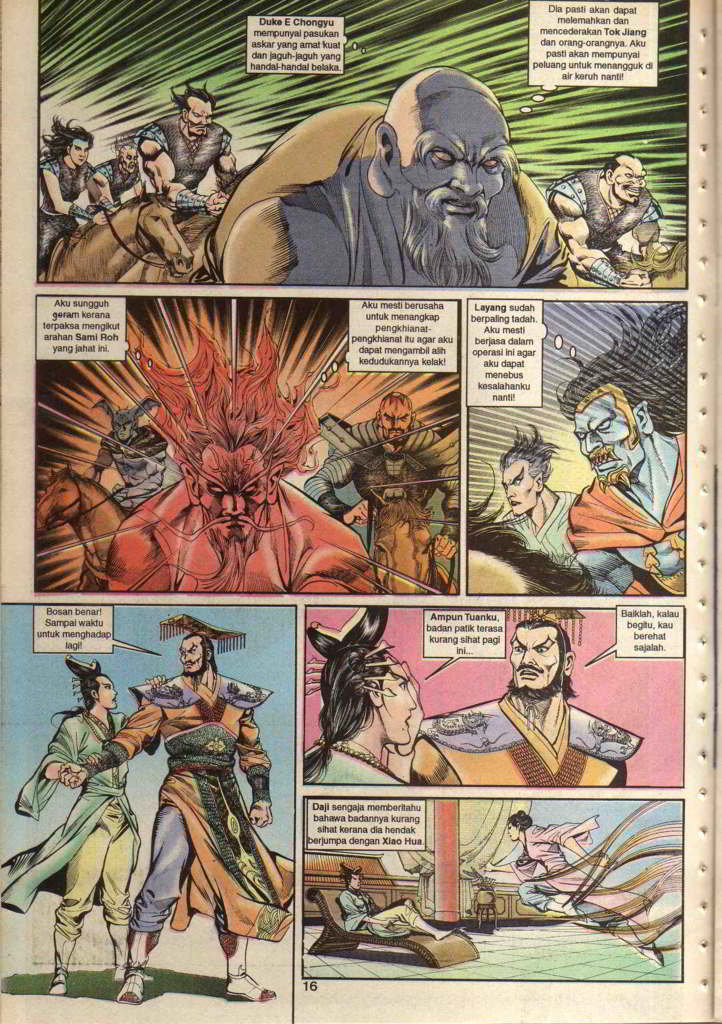 Duke E Chongyu
mempunyai pasukan
askar yang amat kuat
dan jaguh-jaguh yang
handal-handal belaka.
Dia pasti akan dapat
melemahkan dan
mencederakan Tok Jiang
dan orang-orangnya. Aku
pasti akan mempunyai
peluang untuk menangguk di
air keruh nanti!
Aku sungguh
geram kerana
terpaksa mengikut
arahan Sami Roh
yang jahat ini.
Aku mesti berusaha
untuk menangkap
pengkhianat-
pengkhianat itu agar aku
dapat mengambil alih
kedudukannya kelak!
Layang sudah
berpaling tadah.
Aku mesti
berjasa dalam
operasi ini agar
aku dapat
menebus
kesalahanku
nanti!
Bosan benar!
Sampai waktu
untuk menghadap
lagi!
Ampun Tuanku,
badan patik terasa
kurang sihat pagi
ini...
Baiklah, kalau
begitu, kau
berehat
sajalah.
Daji sengaja memberitahu
bahawa badannya kurang
sihat kerana dia hendak
berjumpa dengan Xiao Hua.
16